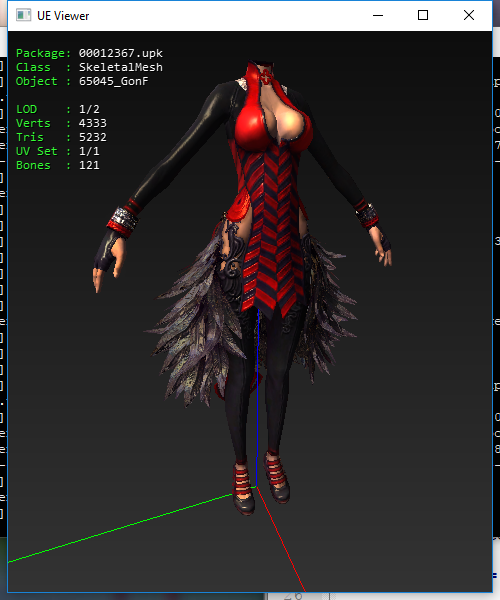 UE Viewer
Package: 00012367.upk
Class : SkeletalMesh
Object : 65045_GonF
LOD : 1/2
Verts : 4333
Tris : 5232
UV Set : 1/1
Bones : 121